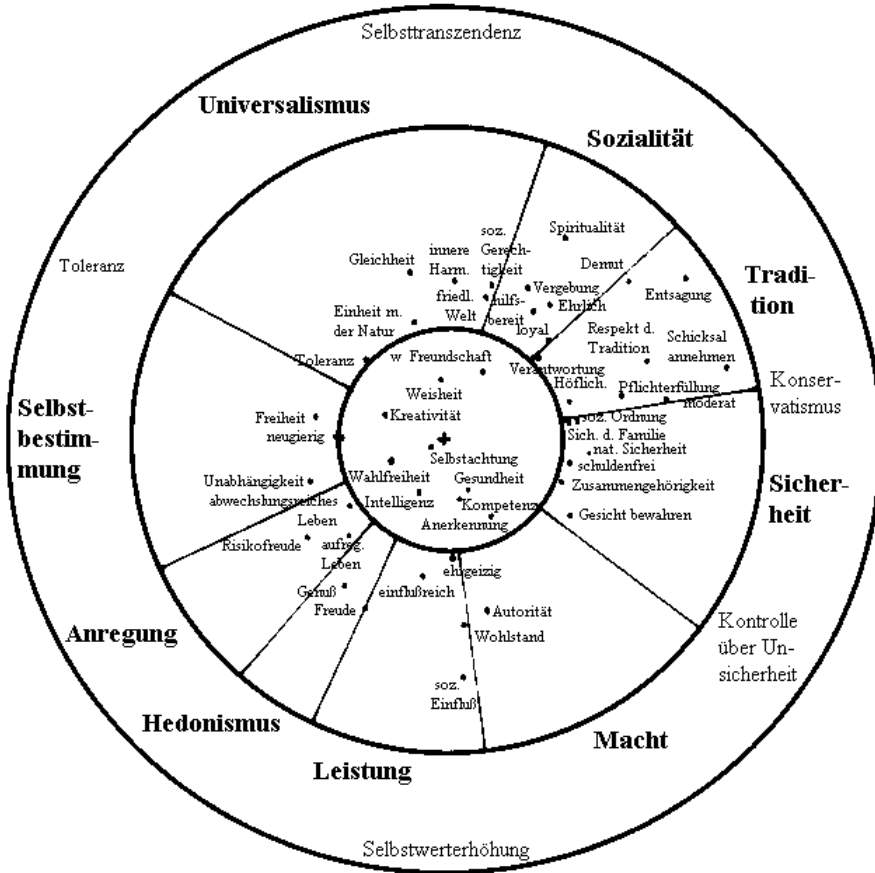 Selbsttranszendenz
Universalismus
Sozialität
Toleranz
Tradi-
tion
Konser-
vatismus
Selbst-
bestim-
mung
Sicher-
heit
Kontrolle
über Un-
sicherheit
Anregung
Hedonismus
Leistung
Macht
Selbstwerterhöhung
Gleichheit
innere
Harm.
friedl.
Welt
soz.
Gerech-
tigkeit
Einheit m.
der Natur
Toleranz
Spiritualität
Vergebung
Ehrlich
hilfs-
bereit
loyal
Verantwortung
Demut
Entsagung
Respekt d.
Tradition
Schicksal
annehmen
Höflich.
Pflichterfüllung
moderat
soz. Ordnung
Sich. d. Familie
nat. Sicherheit
schuldenfrei
Zusammengehörigkeit
Gesicht bewahren
w Freundschaft
Weisheit
Kreativität
Selbstachtung
Wahlfreiheit
Gesundheit
Intelligenz
Kompetenz
Anerkennung
Freiheit
neugierig
Unabhängigkeit
abwechslungsreiches
Leben
Risikofreude
aufreg.
Leben
Genuß
Freude
einflußreich
ehrgeizig
Autorität
Wohlstand
soz.
Einfluß